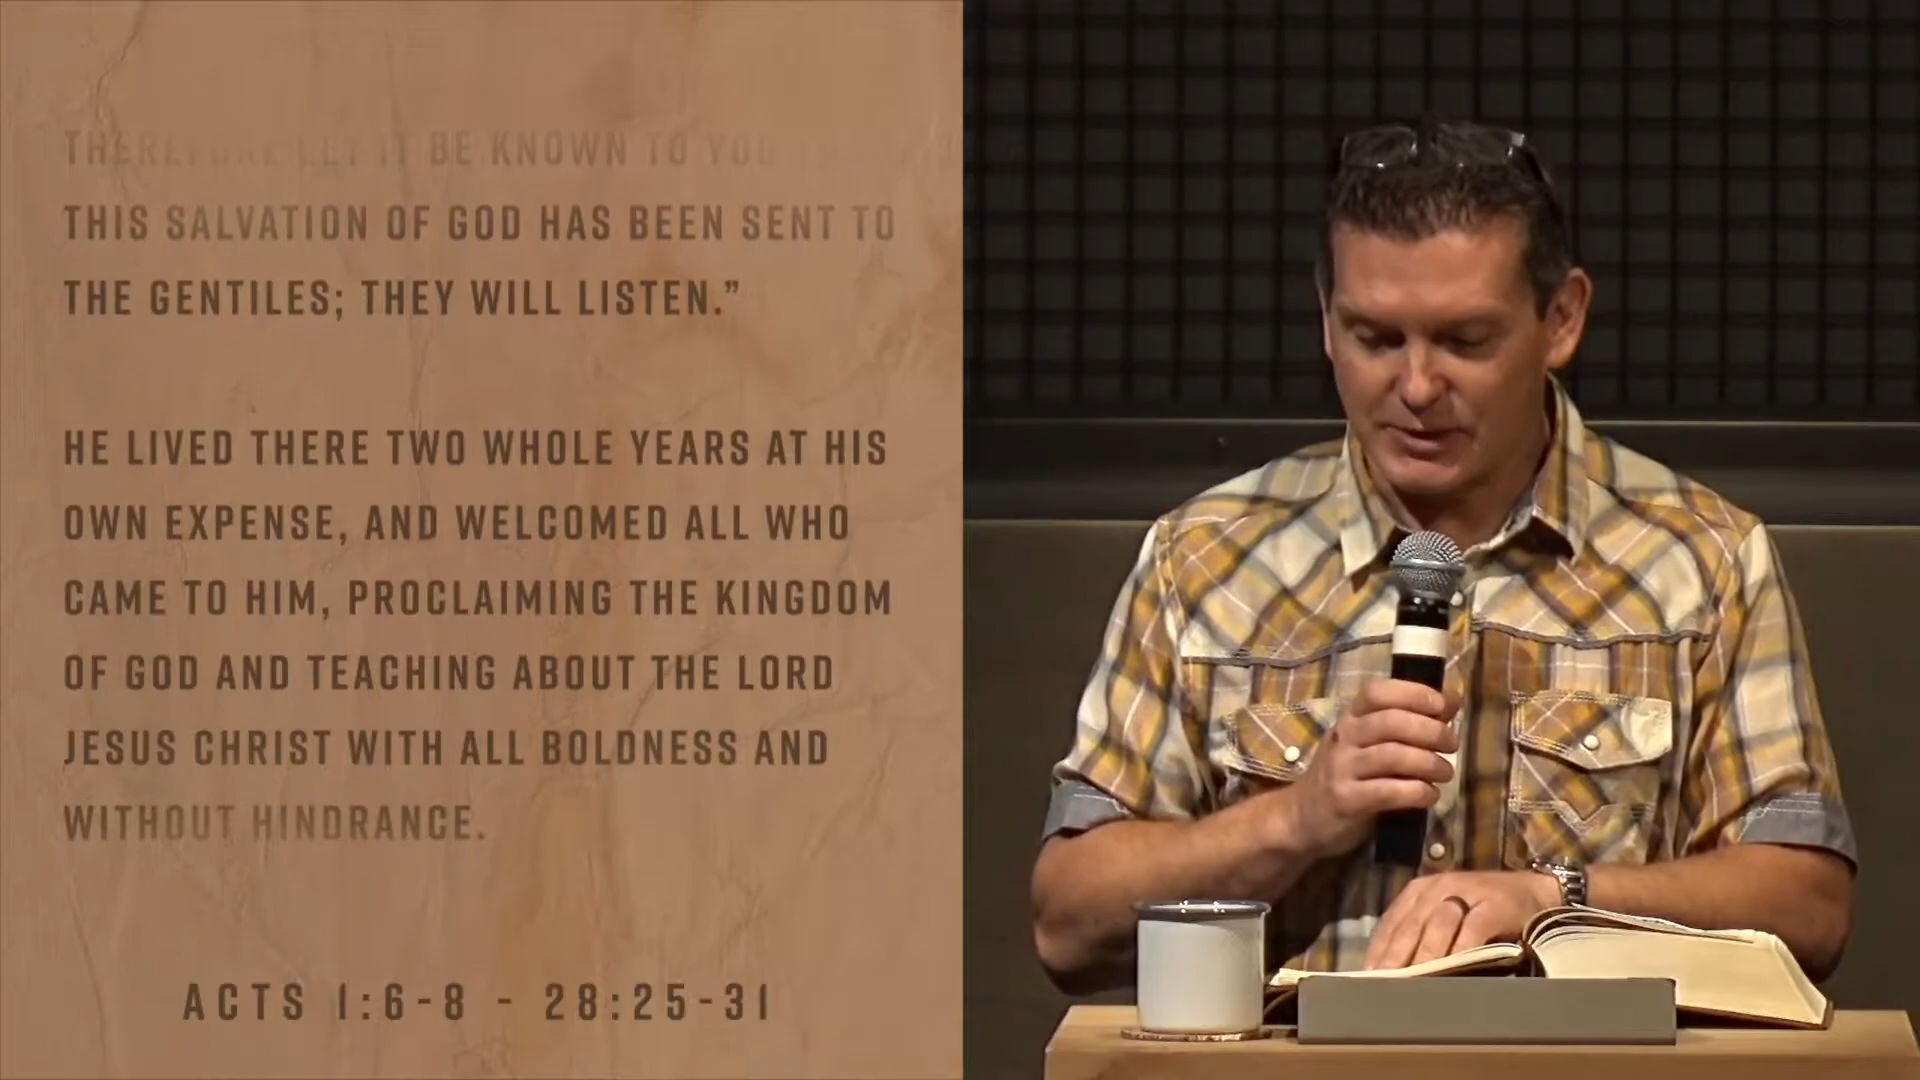 THEREFORE LET IT BE KNOWN TO YOU
THIS SALVATION OF GOD HAS BEEN SENT TO
THE GENTILES; THEY WILL LISTEN.”
HE LIVED THERE TWO WHOLE YEARS AT HIS
OWN EXPENSE, AND WELCOMED ALL WHO
CAME TO HIM, PROCLAIMING THE KINGDOM
OF GOD AND TEACHING ABOUT THE LORD
JESUS CHRIST WITH ALL BOLDNESS AND
WITHOUT HINDRANCE.
ACTS 1:6-8 - 28:25-31